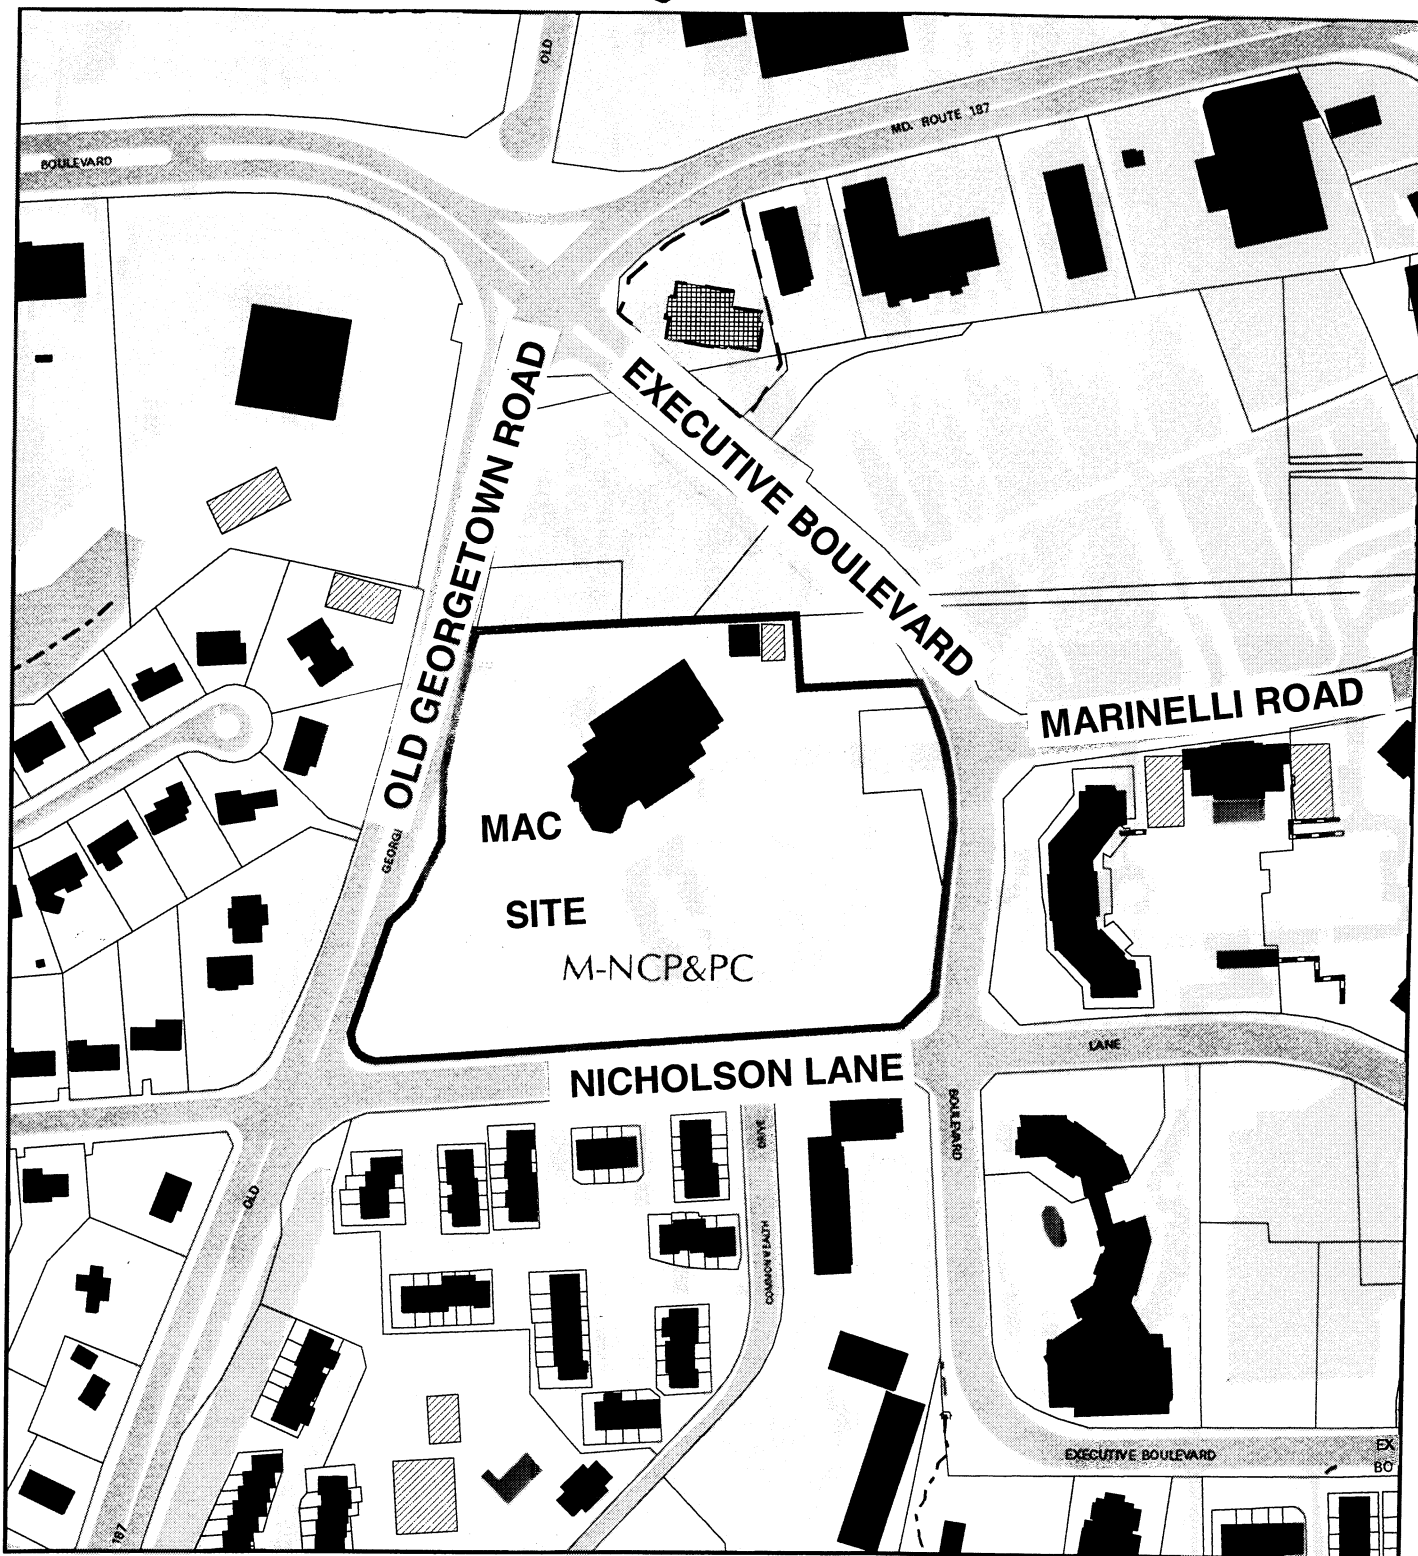 OLD
MD. ROUTE 187
BOULEVARD
OLD GEORGETOWN ROAD
EXECUTIVE BOULEVARD
MARINELLI ROAD
GEORGI
MAC
SITE
M-NCP&PC
NICHOLSON LANE
LANE
BOULEVARD
DRIVE
COMMONWEALTH
OLD
EXECUTIVE BOULEVARD
EX
BO
187